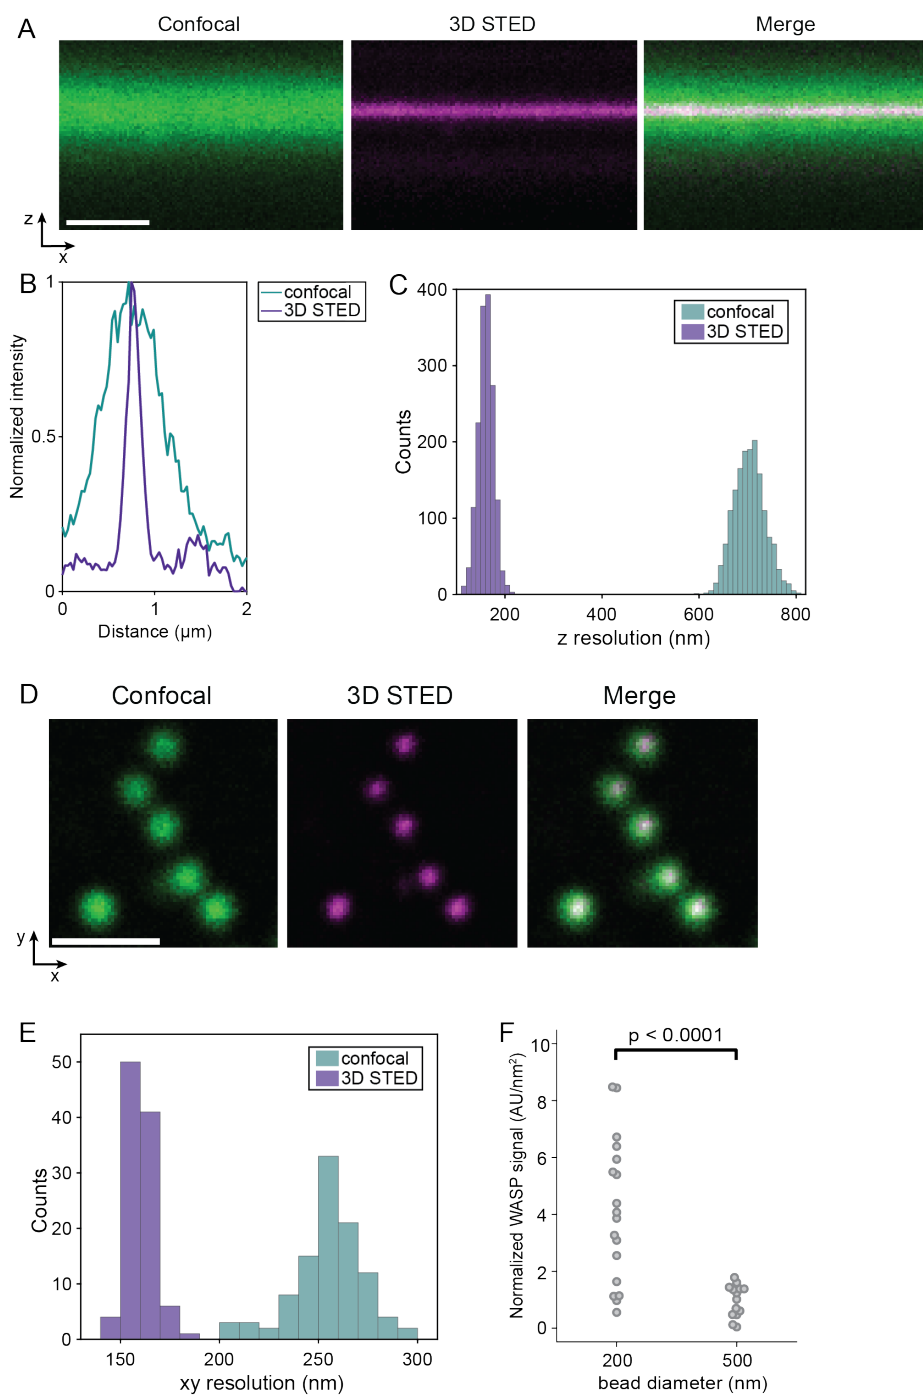 A
Confocal
3D STED
Merge
z
x
B
1
0.5
0
0
1
2
Normalized intensity
Distance (µm)
confocal
3D STED
C
400
300
200
100
0
200
400
600
800
Counts
z resolution (nm)
confocal
3D STED
D
Confocal
3D STED
Merge
y
x
E
50
40
30
20
10
0
150
200
250
300
Counts
xy resolution (nm)
confocal
3D STED
F
p < 0.0001
10
8
6
4
2
0
200
500
Normalized WASP signal (AU/nm²)
bead diameter (nm)